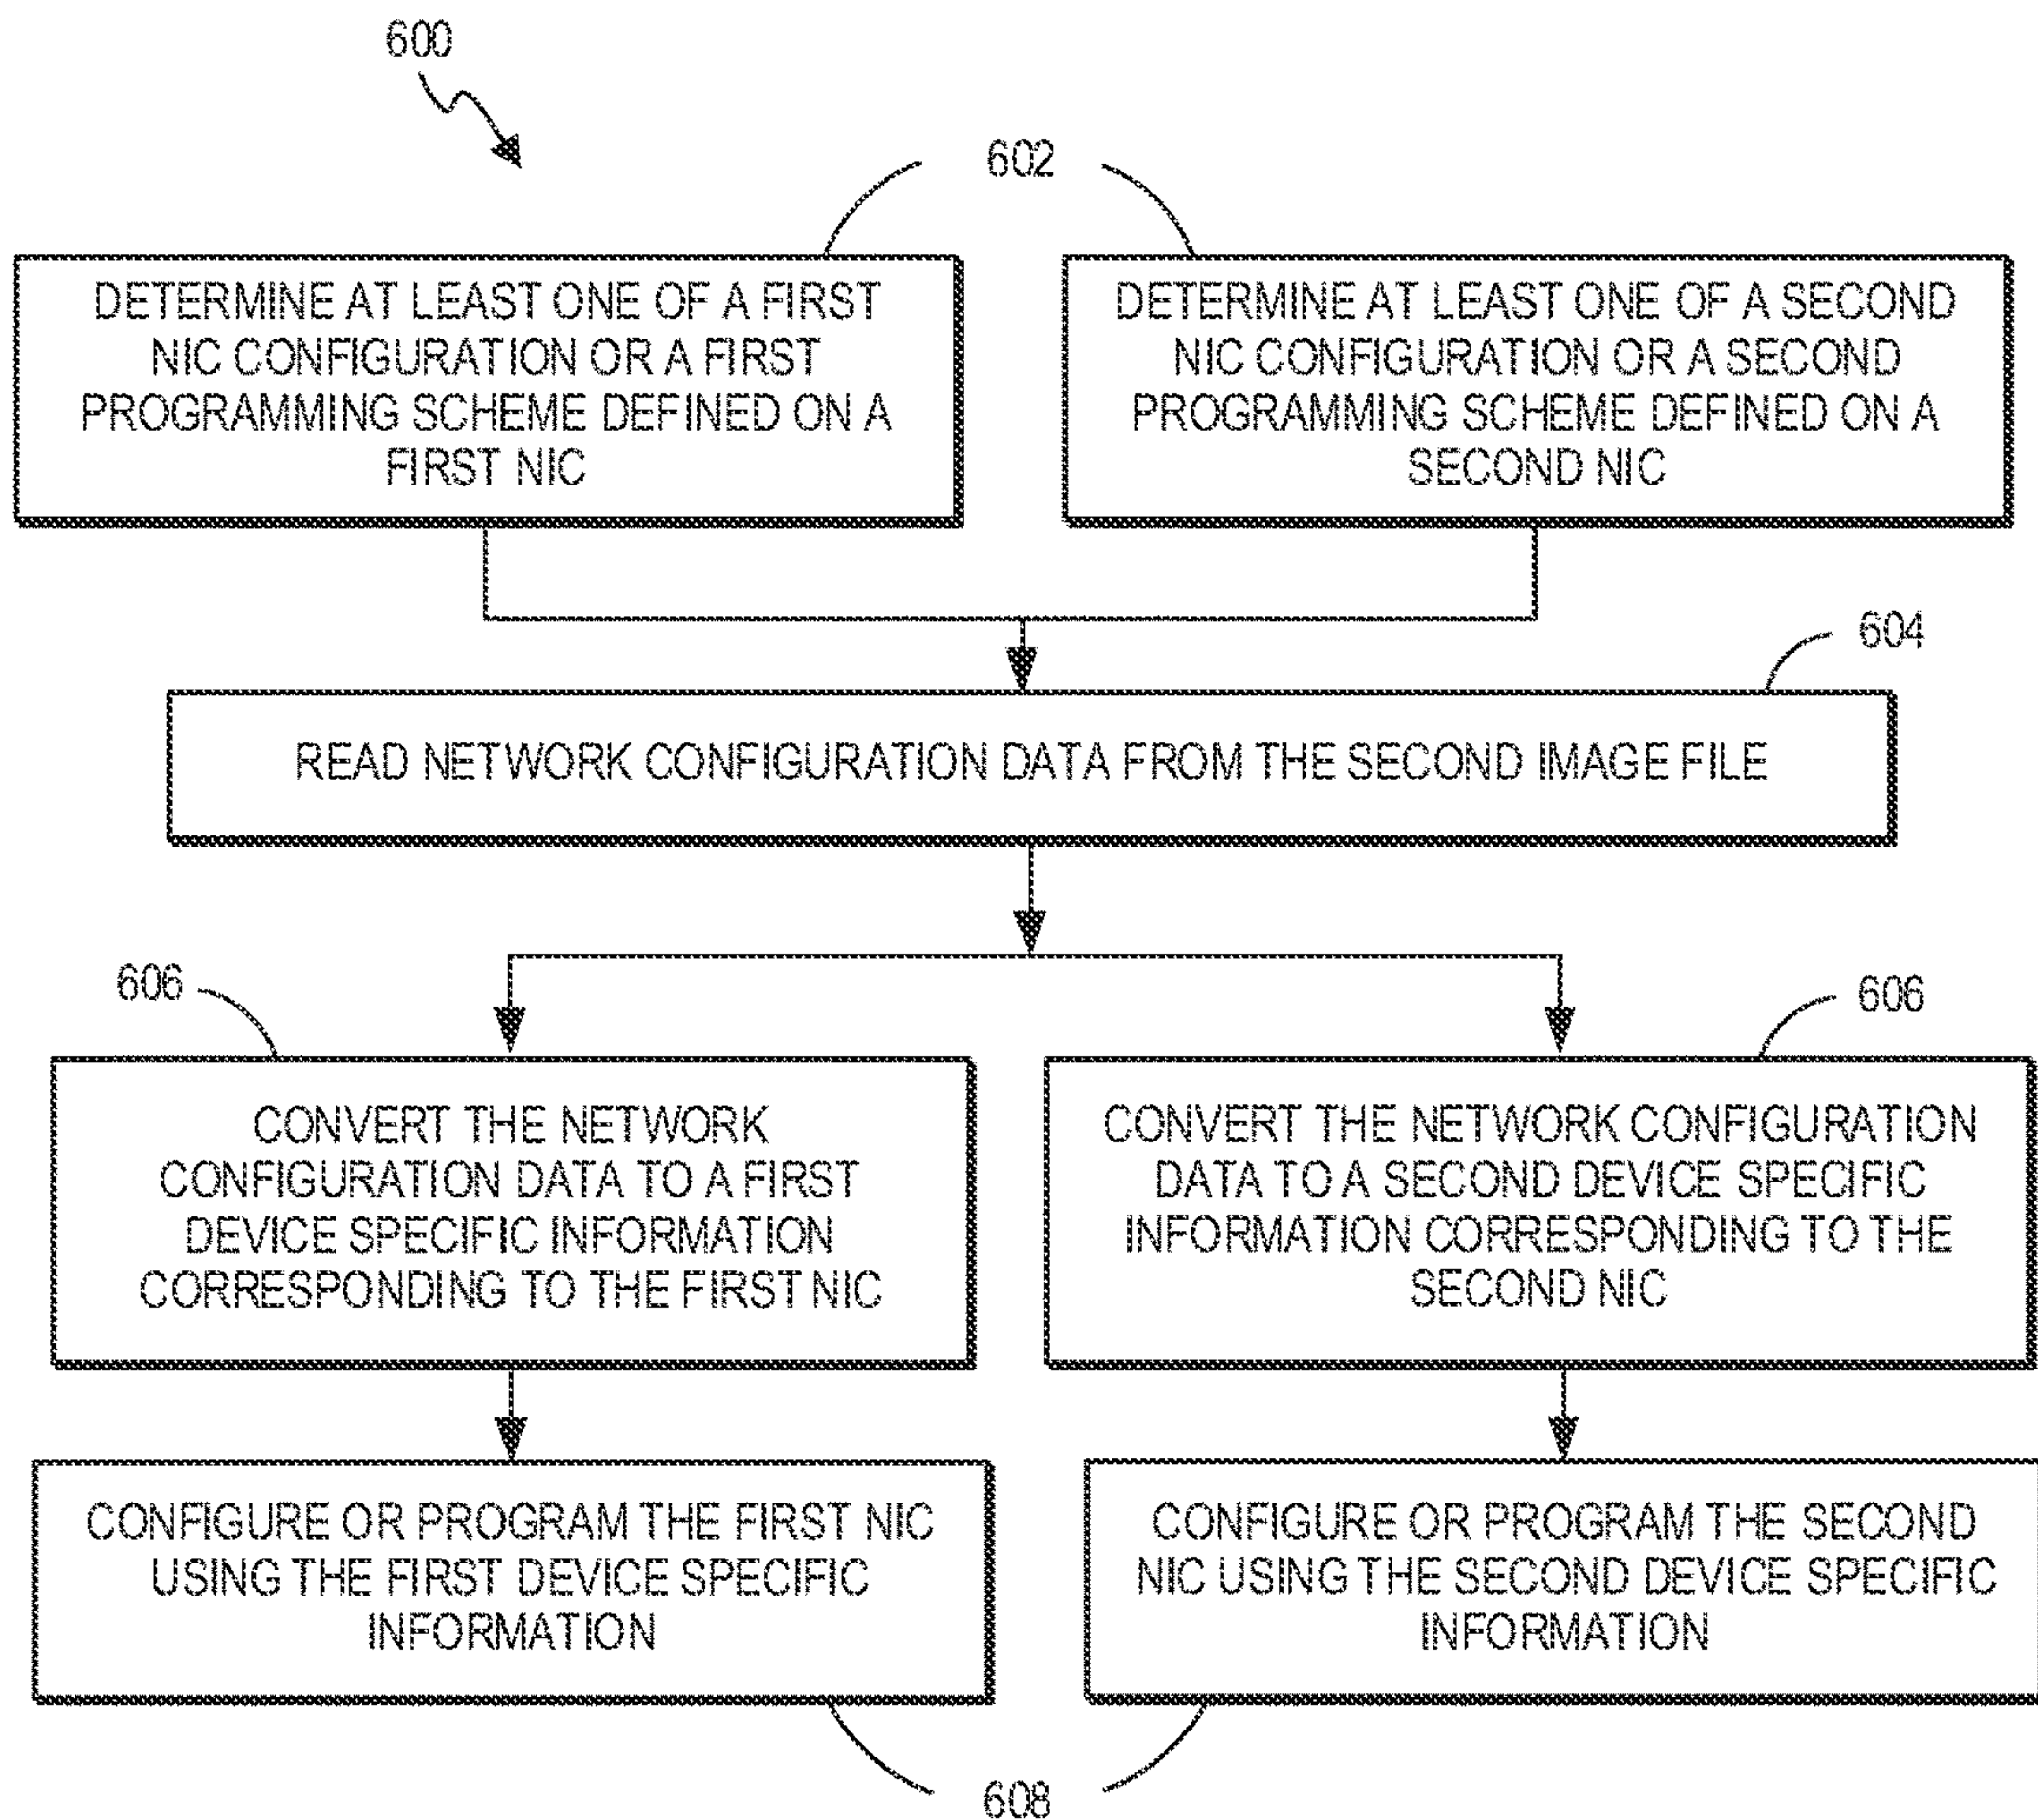 600
602
DETERMINE AT LEAST ONE OF A FIRST
NIC CONFIGURATION OR A FIRST
PROGRAMMING SCHEME DEFINED ON A
FIRST NIC
DETERMINE AT LEAST ONE OF A SECOND
NIC CONFIGURATION OR A SECOND
PROGRAMMING SCHEME DEFINED ON A
SECOND NIC
604
READ NETWORK CONFIGURATION DATA FROM THE SECOND IMAGE FILE
606
606
CONVERT THE NETWORK
CONFIGURATION DATA TO A FIRST
DEVICE SPECIFIC INFORMATION
CORRESPONDING TO THE FIRST NIC
CONVERT THE NETWORK CONFIGURATION
DATA TO A SECOND DEVICE SPECIFIC
INFORMATION CORRESPONDING TO THE
SECOND NIC
CONFIGURE OR PROGRAM THE FIRST NIC
USING THE FIRST DEVICE SPECIFIC
INFORMATION
CONFIGURE OR PROGRAM THE SECOND
NIC USING THE SECOND DEVICE SPECIFIC
INFORMATION
608